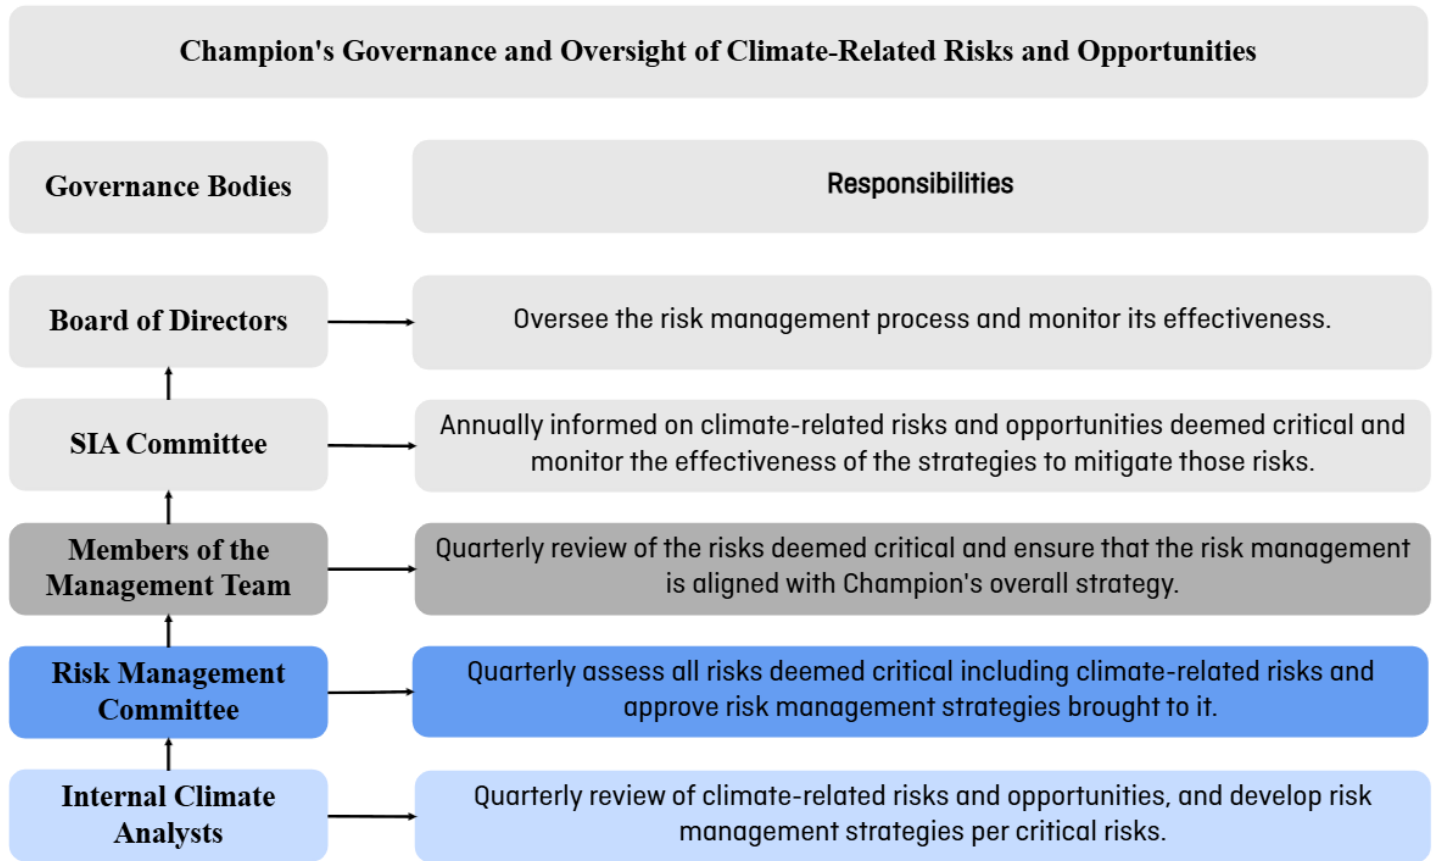 Champion's Governance and Oversight of Climate-Related Risks and Opportunities
Governance Bodies
Responsibilities
Board of Directors
Oversee the risk management process and monitor its effectiveness.
SIA Committee
Annually informed on climate-related risks and opportunities deemed critical and
monitor the effectiveness of the strategies to mitigate those risks.
Members of the
Management Team
Quarterly review of the risks deemed critical and ensure that the risk management
is aligned with Champion's overall strategy.
Risk Management
Committee
Quarterly assess all risks deemed critical including climate-related risks and
approve risk management strategies brought to it.
Internal Climate
Analysts
Quarterly review of climate-related risks and opportunities, and develop risk
management strategies per critical risks.